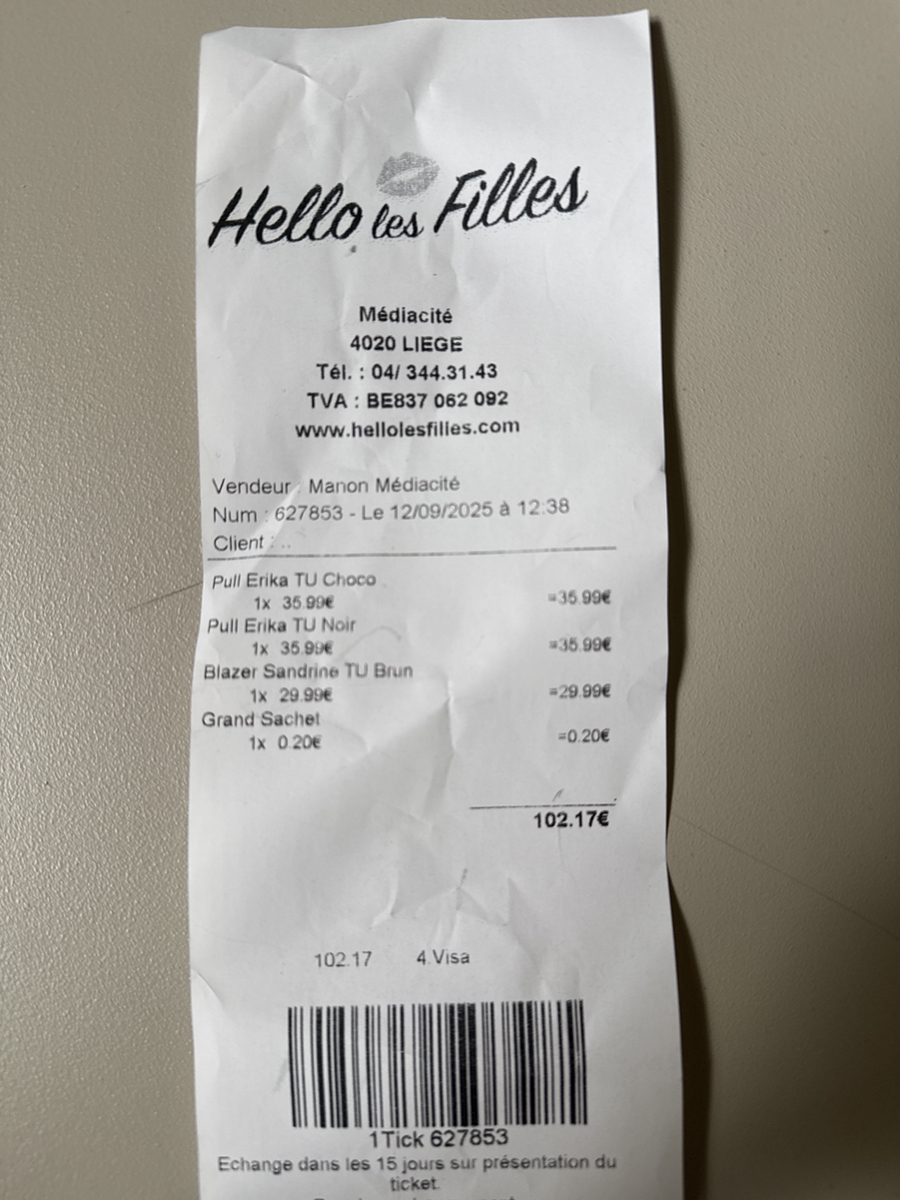 Hello les Filles
Médiacité
4020 LIEGE
Tél. : 04/ 344.31.43
TVA : BE837 062 092
www.hellolesfilles.com
Vendeur : Manon Médiacité
Num : 627853 - Le 12/09/2025 à 12:38
Client : ..
Pull Erika TU Choco
1x 35.99€ =35.99€
Pull Erika TU Noir
1x 35.99€ =35.99€
Blazer Sandrine TU Brun
1x 29.99€ =29.99€
Grand Sachet
1x 0.20€ =0.20€
102.17€
102.17 4.Visa
1Tick 627853
Echange dans les 15 jours sur présentation du
ticket.